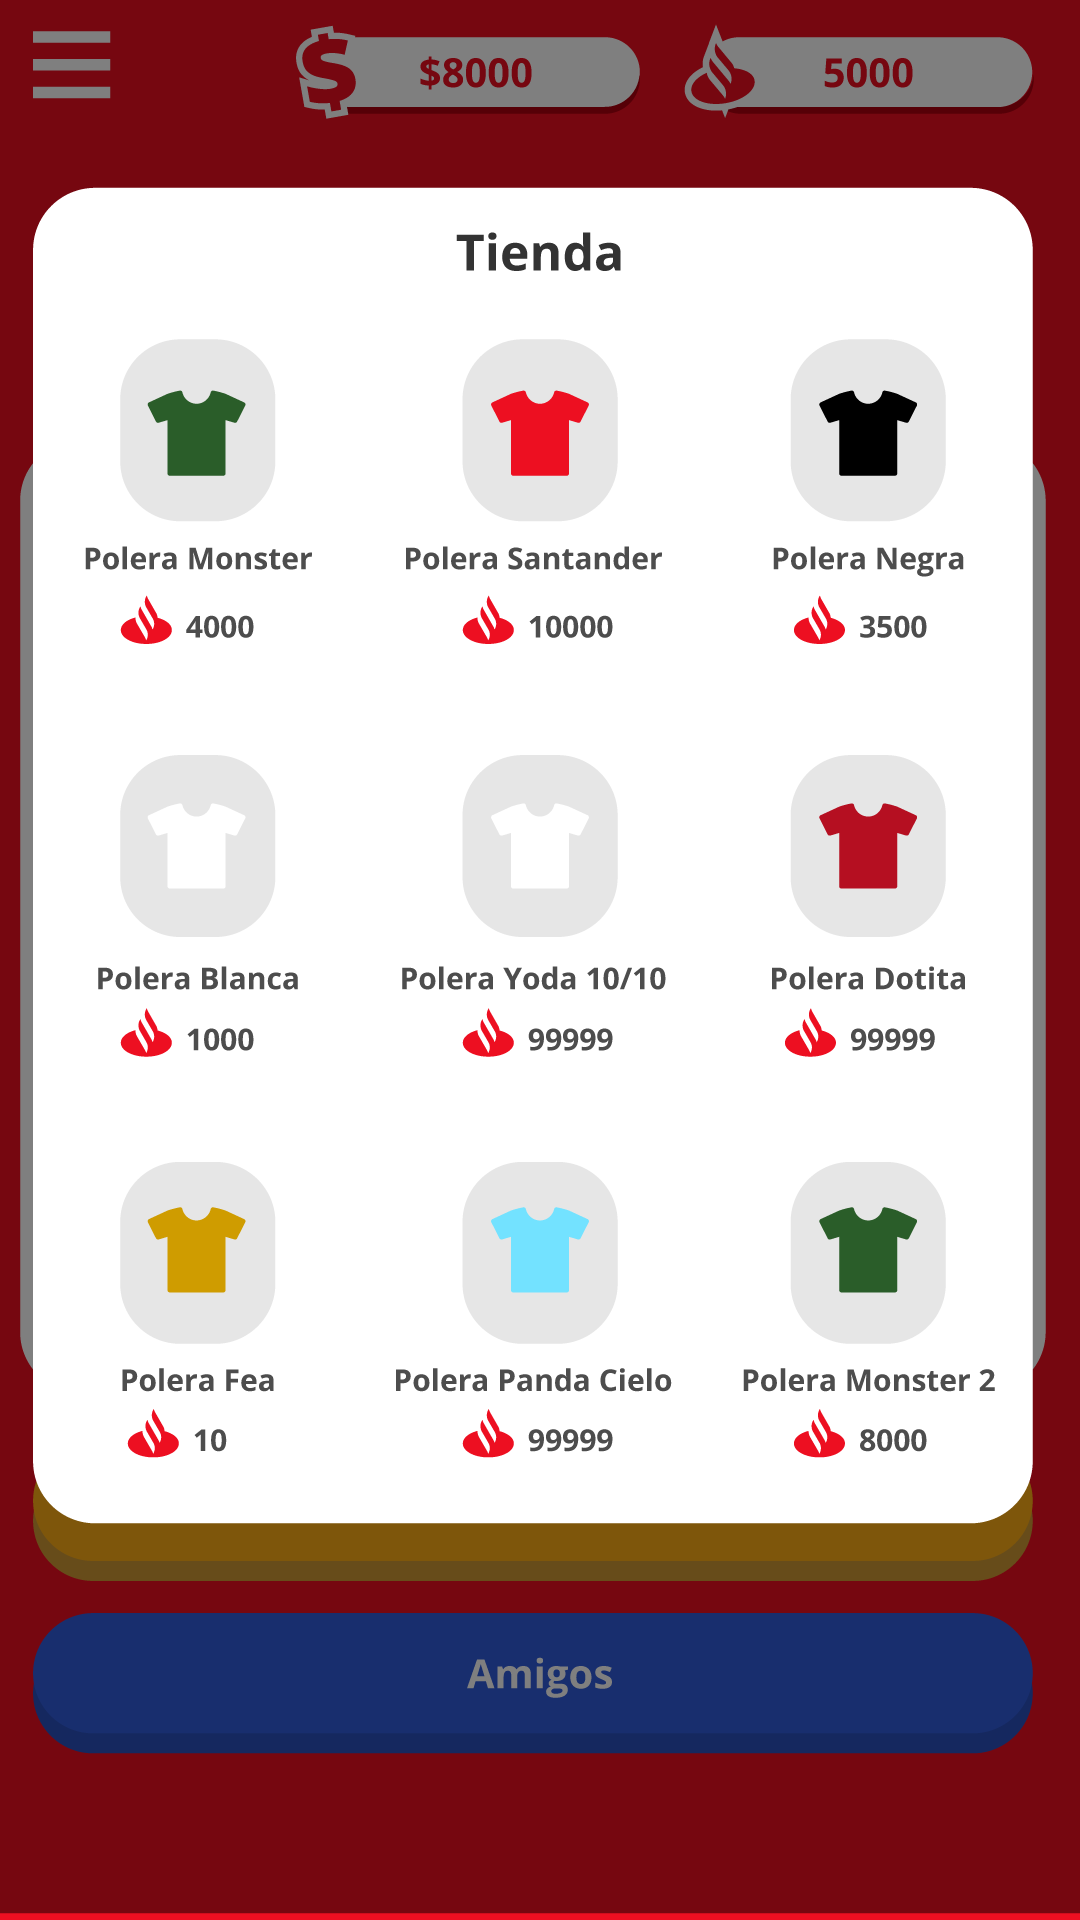 $8000
5000
Tienda
Polera Monster
4000
Polera Santander
10000
Polera Negra
3500
Polera Blanca
1000
Polera Yoda 10/10
99999
Polera Dotita
99999
Polera Fea
10
Polera Panda Cielo
99999
Polera Monster 2
8000
Amigos